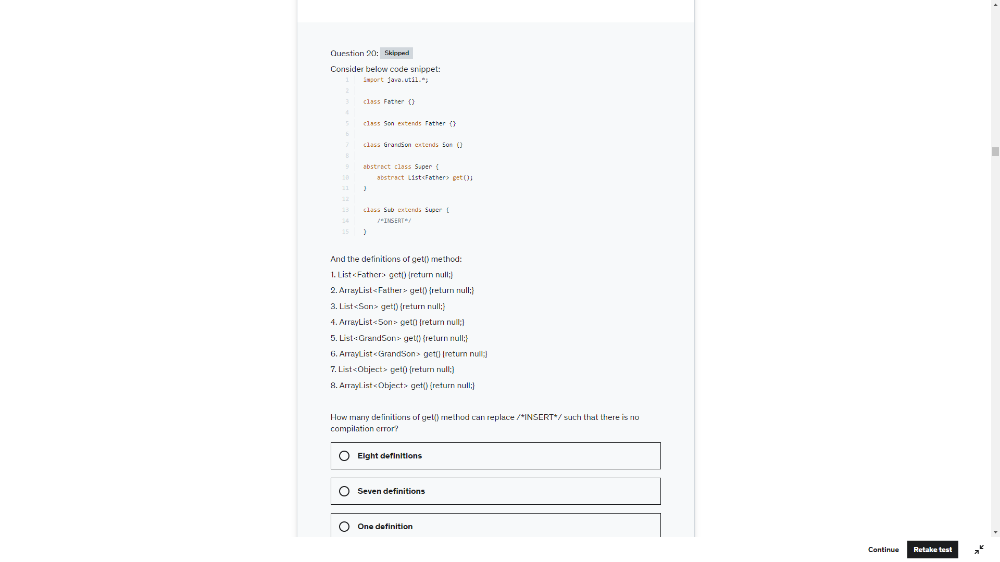 Question 20: Skipped
Consider below code snippet:
1 import java.util.*;
2
3 class Father {}
4
5 class Son extends Father {}
6
7 class GrandSon extends Son {}
8
9 abstract class Super {
10 abstract List<Father> get();
11 }
12
13 class Sub extends Super {
14 /*INSERT*/
15 }
And the definitions of get() method:
1. List<Father> get() {return null;}
2. ArrayList<Father> get() {return null;}
3. List<Son> get() {return null;}
4. ArrayList<Son> get() {return null;}
5. List<GrandSon> get() {return null;}
6. ArrayList<GrandSon> get() {return null;}
7. List<Object> get() {return null;}
8. ArrayList<Object> get() {return null;}
How many definitions of get() method can replace /*INSERT*/ such that there is no
compilation error?
Eight definitions
Seven definitions
One definition
Continue Retake test